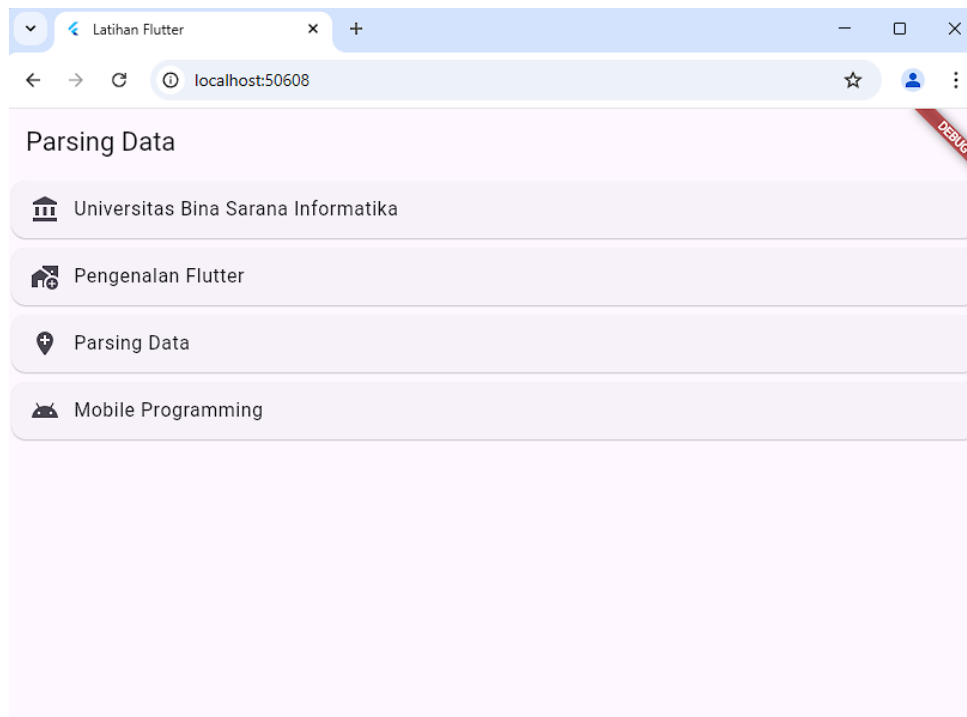 Latihan Flutter
localhost:50608
Parsing Data
DEBUG
Universitas Bina Sarana Informatika
Pengenalan Flutter
Parsing Data
Mobile Programming